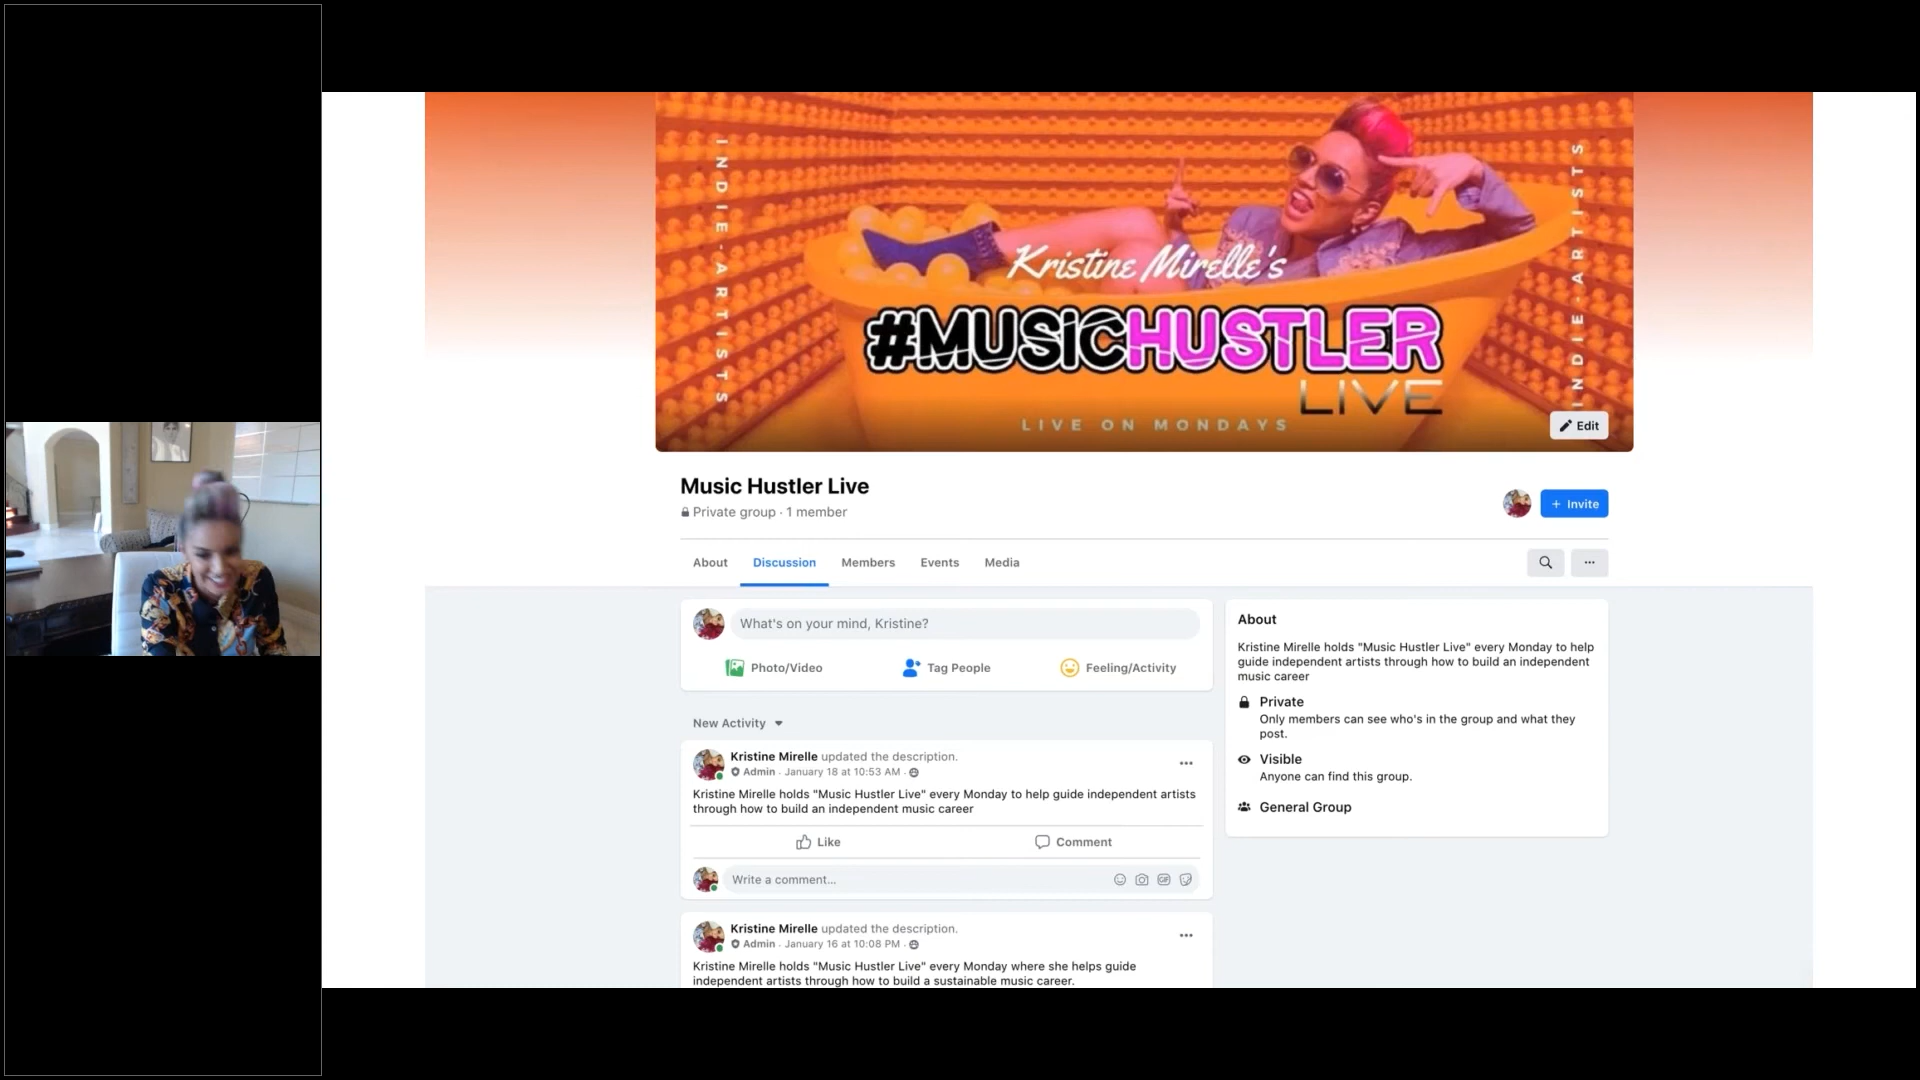 INDIE-ARTISTS
INDIE-ARTISTS
Kristine Mirelle's
#MUSICHUSTLER
LIVE
LIVE ON MONDAYS
Edit
Music Hustler Live
Private group · 1 member
+ Invite
About
Discussion
Members
Events
Media
What's on your mind, Kristine?
Photo/Video
Tag People
Feeling/Activity
New Activity
Kristine Mirelle updated the description.
Admin · January 18 at 10:53 AM ·
Kristine Mirelle holds "Music Hustler Live" every Monday to help guide independent artists
through how to build an independent music career
Like
Comment
Write a comment...
GIF
Kristine Mirelle updated the description.
Admin · January 16 at 10:08 PM ·
Kristine Mirelle holds "Music Hustler Live" every Monday where she helps guide
independent artists through how to build a sustainable music career.
About
Kristine Mirelle holds "Music Hustler Live" every Monday to help
guide independent artists through how to build an independent
music career
Private
Only members can see who's in the group and what they
post.
Visible
Anyone can find this group.
General Group